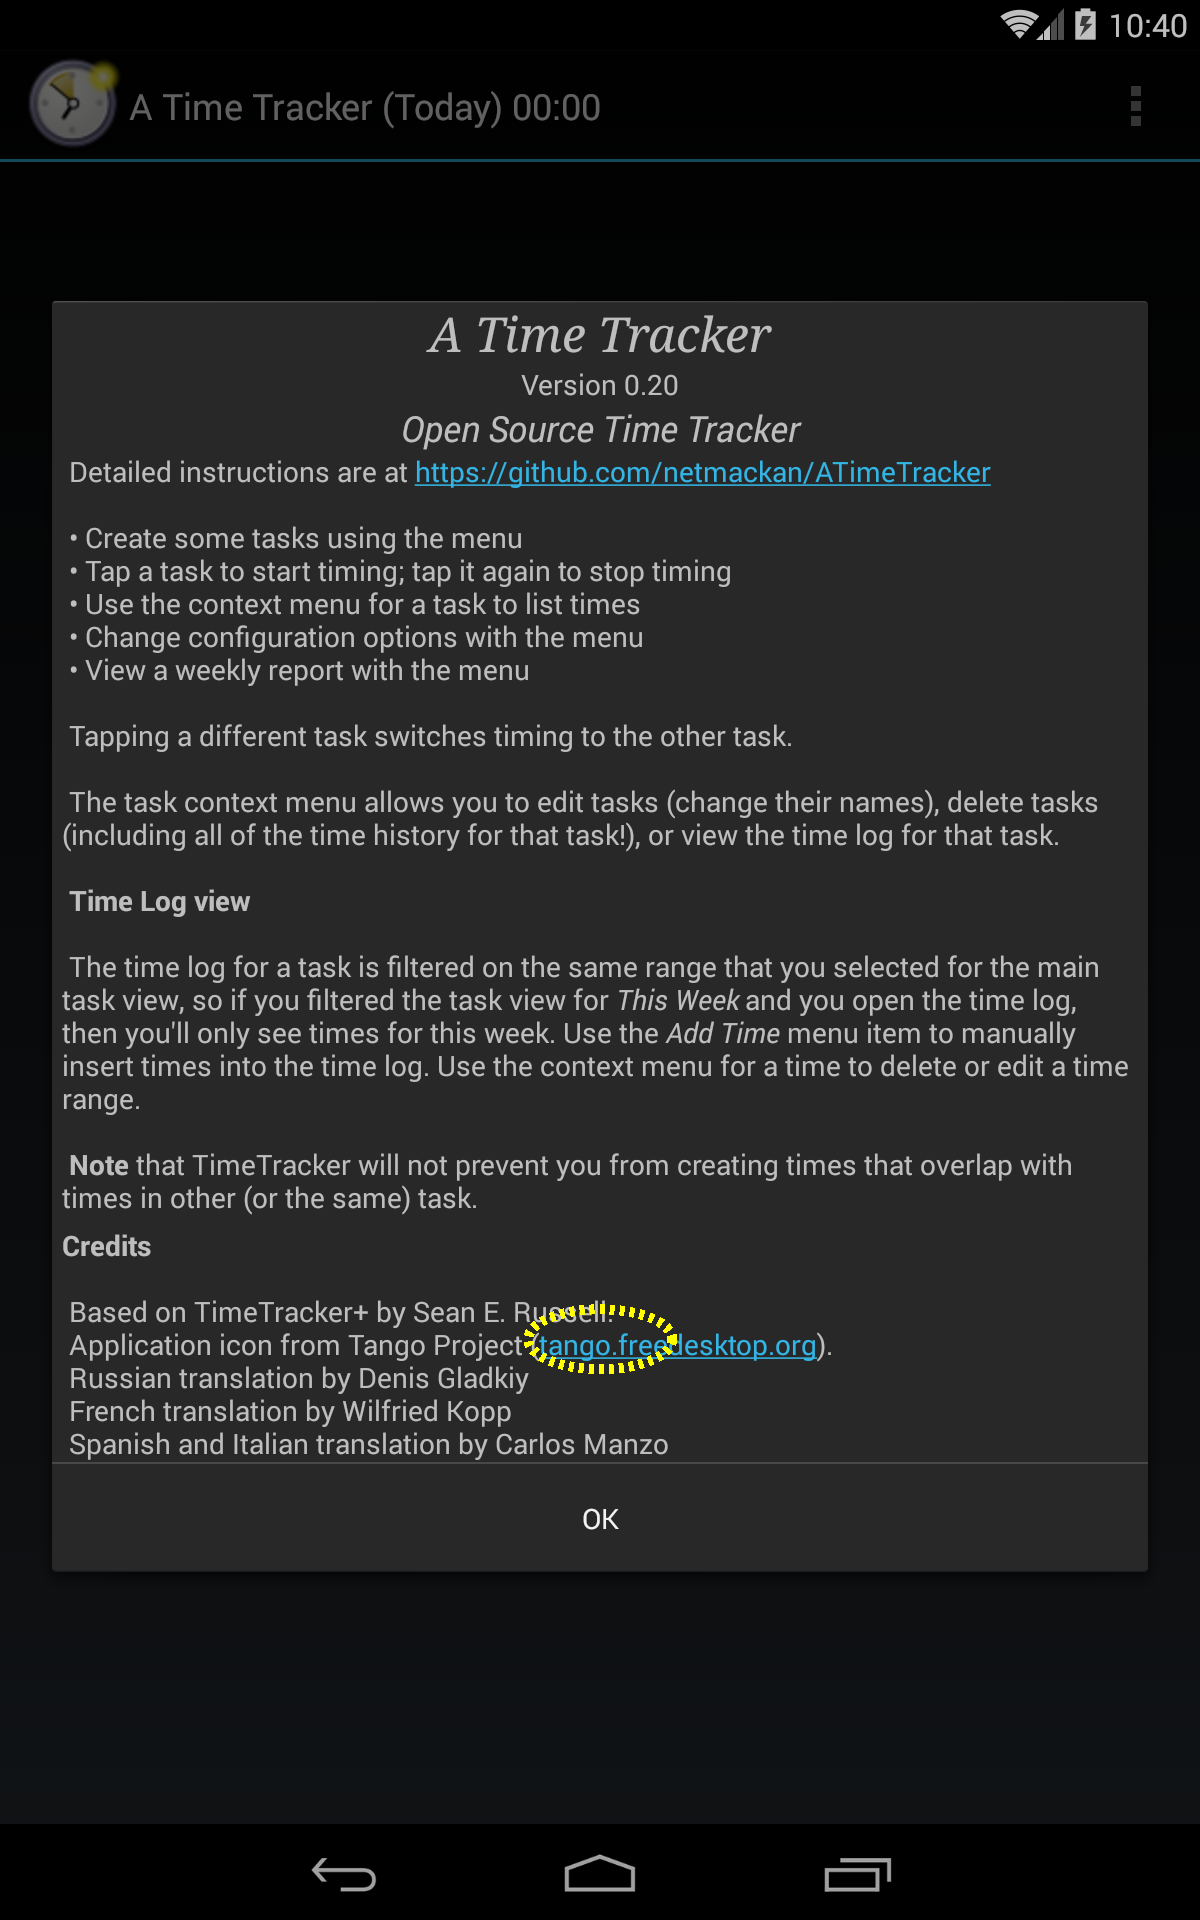 10:40
A Time Tracker (Today) 00:00
A Time Tracker
Version 0.20
Open Source Time Tracker
Detailed instructions are at https://github.com/netmackan/ATimeTracker
• Create some tasks using the menu
• Tap a task to start timing; tap it again to stop timing
• Use the context menu for a task to list times
• Change configuration options with the menu
• View a weekly report with the menu
Tapping a different task switches timing to the other task.
The task context menu allows you to edit tasks (change their names), delete tasks
(including all of the time history for that task!), or view the time log for that task.
Time Log view
The time log for a task is filtered on the same range that you selected for the main
task view, so if you filtered the task view for This Week and you open the time log,
then you'll only see times for this week. Use the Add Time menu item to manually
insert times into the time log. Use the context menu for a time to delete or edit a time
range.
Note that TimeTracker will not prevent you from creating times that overlap with
times in other (or the same) task.
Credits
Based on TimeTracker+ by Sean E. Russell.
Application icon from Tango Project (tango.freedesktop.org).
Russian translation by Denis Gladkiy
French translation by Wilfried Kopp
Spanish and Italian translation by Carlos Manzo
OK